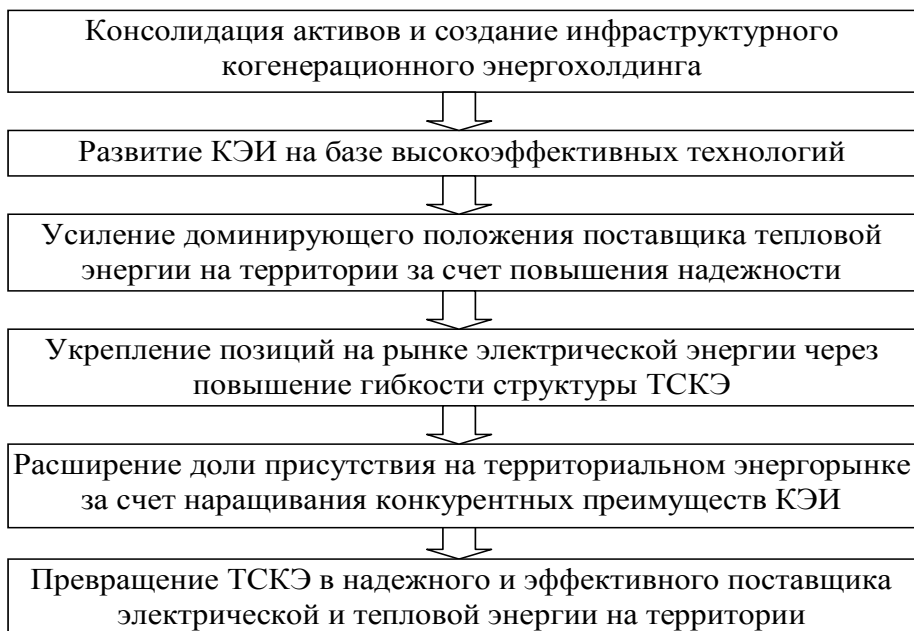 Консолидация активов и создание инфраструктурного
когенерационного энергохолдинга
Развитие КЭИ на базе высокоэффективных технологий
Усиление доминирующего положения поставщика тепловой
энергии на территории за счет повышения надежности
Укрепление позиций на рынке электрической энергии через
повышение гибкости структуры ТСКЭ
Расширение доли присутствия на территориальном энергорынке
за счет наращивания конкурентных преимуществ КЭИ
Превращение ТСКЭ в надежного и эффективного поставщика
электрической и тепловой энергии на территории